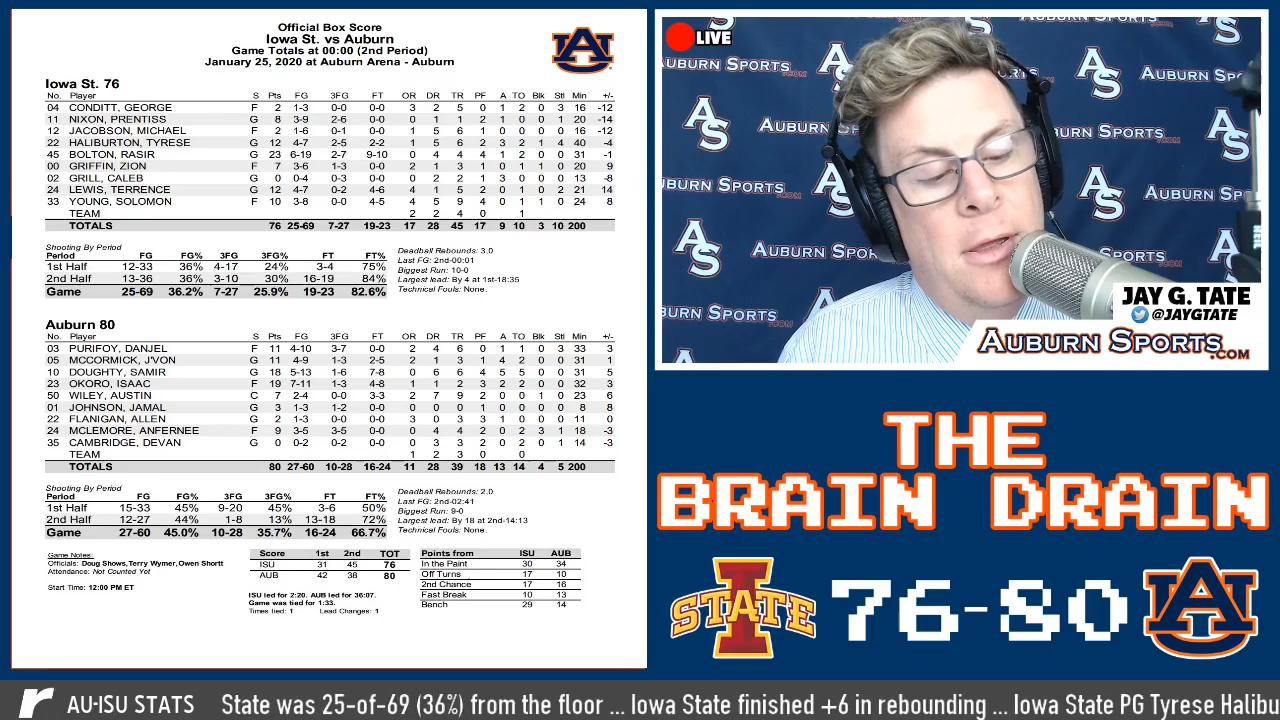 Official Box Score
Iowa St. vs Auburn
Game Totals at 00:00 (2nd Period)
January 25, 2020 at Auburn Arena - Auburn
Iowa St. 76
No. Player S Pts FG 3FG FT OR DR TR PF A TO Blk Stl Min +/-
04 CONDITT, GEORGE F 2 1-3 0-0 0-0 3 2 5 0 1 2 0 3 16 -12
11 NIXON, PRENTISS G 8 3-9 2-6 0-0 0 1 1 2 1 0 0 1 20 -14
12 JACOBSON, MICHAEL F 2 1-6 0-1 0-0 1 5 6 1 0 0 0 0 16 -12
22 HALIBURTON, TYRESE G 12 4-7 2-5 2-2 1 5 6 2 3 2 1 4 40 -4
45 BOLTON, RASIR G 23 6-19 2-7 9-10 0 4 4 4 1 2 0 0 31 -1
00 GRIFFIN, ZION F 7 3-6 1-3 0-0 2 1 3 1 0 1 1 0 20 9
02 GRILL, CALEB G 0 0-4 0-3 0-0 0 2 2 1 3 0 0 0 13 -8
24 LEWIS, TERRENCE G 12 4-7 0-2 4-6 4 1 5 2 0 1 0 2 21 14
33 YOUNG, SOLOMON F 10 3-8 0-0 4-5 4 5 9 4 0 1 1 0 24 8
TEAM 2 2 4 0 1
TOTALS 76 25-69 7-27 19-23 17 28 45 17 9 10 3 10 200
Shooting By Period
Period FG FG% 3FG 3FG% FT FT%
1st Half 12-33 36% 4-17 24% 3-4 75%
2nd Half 13-36 36% 3-10 30% 16-19 84%
Game 25-69 36.2% 7-27 25.9% 19-23 82.6%
Deadball Rebounds: 3,0
Last FG: 2nd-00:01
Biggest Run: 10-0
Largest lead: By 4 at 1st-18:35
Technical Fouls: None.
Auburn 80
No. Player S Pts FG 3FG FT OR DR TR PF A TO Blk Stl Min +/-
03 PURIFOY, DANJEL F 11 4-10 3-7 0-0 2 4 6 0 1 1 0 3 33 3
05 MCCORMICK, J'VON G 11 4-9 1-3 2-5 2 1 3 1 4 2 0 0 31 1
10 DOUGHTY, SAMIR G 18 5-13 1-6 7-8 0 6 6 4 5 5 0 0 31 5
23 OKORO, ISAAC F 19 7-11 1-3 4-8 1 1 2 3 2 2 0 0 32 3
50 WILEY, AUSTIN C 7 2-4 0-0 3-3 2 7 9 2 0 0 1 0 23 6
01 JOHNSON, JAMAL G 3 1-3 1-2 0-0 0 0 0 1 0 0 0 0 8 8
22 FLANIGAN, ALLEN G 2 1-3 0-0 0-0 3 0 3 3 1 0 0 0 11 0
24 MCLEMORE, ANFERNEE F 9 3-5 3-5 0-0 0 4 4 2 0 2 3 1 18 -3
35 CAMBRIDGE, DEVAN G 0 0-2 0-2 0-0 0 3 3 2 0 2 0 1 14 -3
TEAM 1 2 3 0 0
TOTALS 80 27-60 10-28 16-24 11 28 39 18 13 14 4 5 200
Shooting By Period
Period FG FG% 3FG 3FG% FT FT%
1st Half 15-33 45% 9-20 45% 3-6 50%
2nd Half 12-27 44% 1-8 13% 13-18 72%
Game 27-60 45.0% 10-28 35.7% 16-24 66.7%
Deadball Rebounds: 2,0
Last FG: 2nd-02:41
Biggest Run: 9-0
Largest lead: By 18 at 2nd-14:13
Technical Fouls: None.
Game Notes:
Officials: Doug Shows,Terry Wymer,Owen Shortt
Attendance: Not Counted Yet
Start Time: 12:00 PM ET
Score 1st 2nd TOT
ISU 31 45 76
AUB 42 38 80
ISU led for 2:20. AUB led for 36:07.
Game was tied for 1:33.
Times tied: 1 Lead Changes: 1
Points from ISU AUB
In the Paint 30 34
Off Turns 17 10
2nd Chance 17 16
Fast Break 10 13
Bench 29 14
LIVE
JAY G. TATE
@JAYGTATE
AUBURN SPORTS.COM
THE
BRAIN DRAIN
STATE
76-80
AU
r AU-ISU STATS State was 25-of-69 (36%) from the floor ... Iowa State finished +6 in rebounding ... Iowa State PG Tyrese Halibu